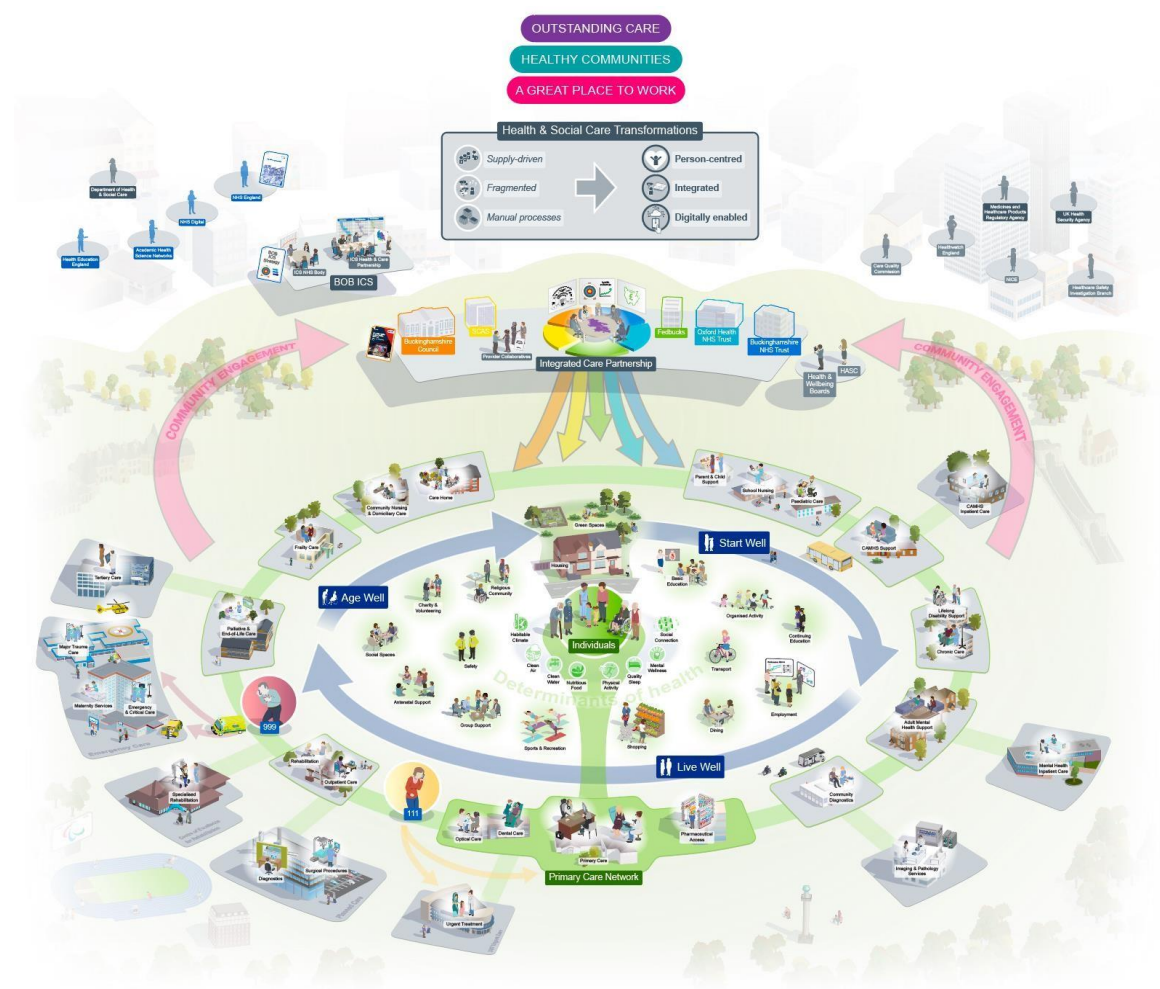 OUTSTANDING CARE
HEALTHY COMMUNITIES
A GREAT PLACE TO WORK
Health & Social Care Transformations
Supply-driven
Person-centred
Fragmented
Integrated
Manual processes
Digitally enabled
Department of Health
& Social Care
NHS England
NHS Digital
Academic Health
Science Networks
Health Education
England
BOB
ICS
ICS NHS Body
ICS Health & Care
Partnership
BOB ICS
Medicines and
Healthcare Products
Regulatory Agency
UK Health
Security Agency
Healthwatch
England
Care Quality
Commission
NICE
Healthcare Safety
Investigation Branch
COMMUNITY ENGAGEMENT
COMMUNITY ENGAGEMENT
Buckinghamshire
Council
SCAS
Provider Collaboratives
Integrated Care Partnership
Fedbucks
Oxford Health
NHS Trust
Buckinghamshire
NHS Trust
Health &
Wellbeing
Boards
HASC
Community Nursing
& Domiciliary Care
Care Home
Frailty Care
Parent & Child
Support
School Nursing
Paediatric Care
CAMHS
Inpatient Care
CAMHS Support
Tertiary Care
Palliative &
End-of-Life Care
Major Trauma
Care
Maternity Services
Emergency
& Critical Care
Emergency Care
999
Lifelong
Disability Support
Chronic Care
Adult Mental
Health Support
Mental Health
Inpatient Care
Green Spaces
Housing
Start Well
Age Well
Live Well
Charity &
Volunteering
Religious
Community
Basic
Education
Organised Activity
Continuing
Education
Social Spaces
Safety
Habitable
Climate
Individuals
Social
Connection
Clean
Air
Clean
Water
Nutritious
Food
Physical
Activity
Quality
Sleep
Mental
Wellness
Determinants of health
Transport
Employment
Antenatal Support
Group Support
Sports & Recreation
Shopping
Dining
Rehabilitation
Outpatient Care
111
Specialised
Rehabilitation
Diagnostics
Surgical Procedures
Planned Care
Optical Care
Dental Care
Primary Care
Pharmaceutical
Access
Primary Care Network
Urgent Treatment
Community
Diagnostics
Imaging & Pathology
Services